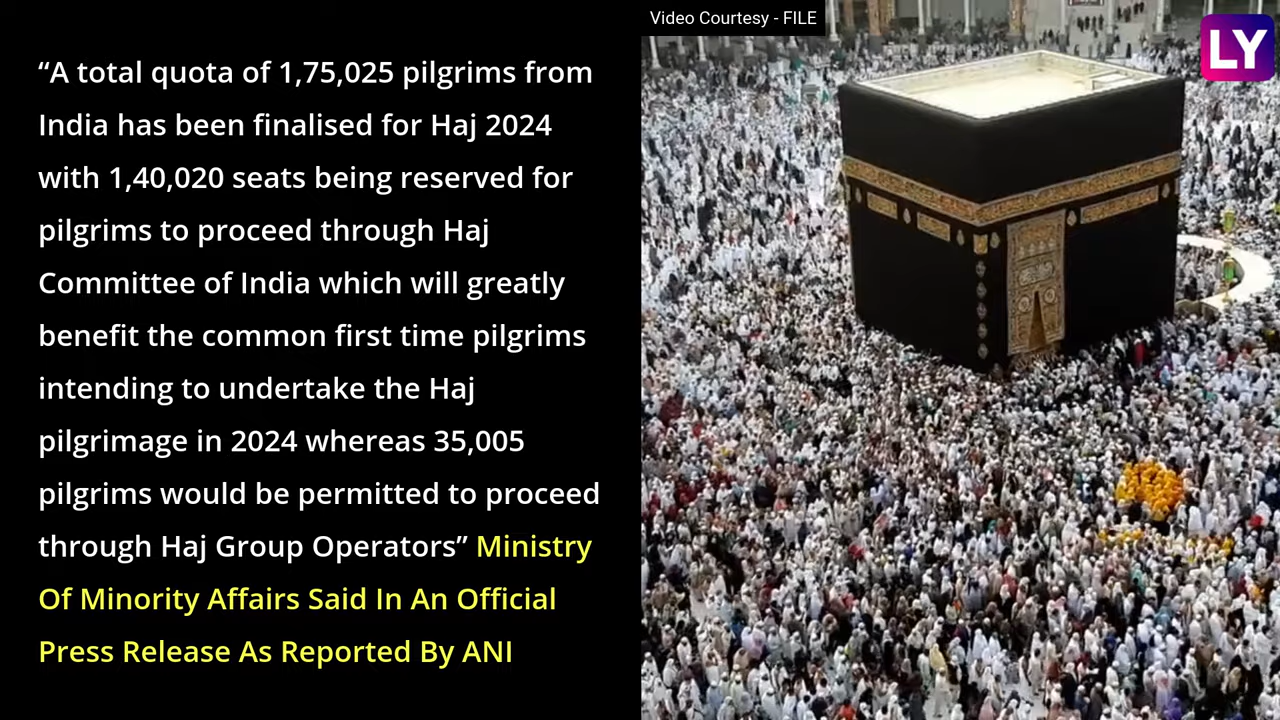 Video Courtesy - FILE
LY
“A total quota of 1,75,025 pilgrims from
India has been finalised for Haj 2024
with 1,40,020 seats being reserved for
pilgrims to proceed through Haj
Committee of India which will greatly
benefit the common first time pilgrims
intending to undertake the Haj
pilgrimage in 2024 whereas 35,005
pilgrims would be permitted to proceed
through Haj Group Operators” Ministry
Of Minority Affairs Said In An Official
Press Release As Reported By ANI